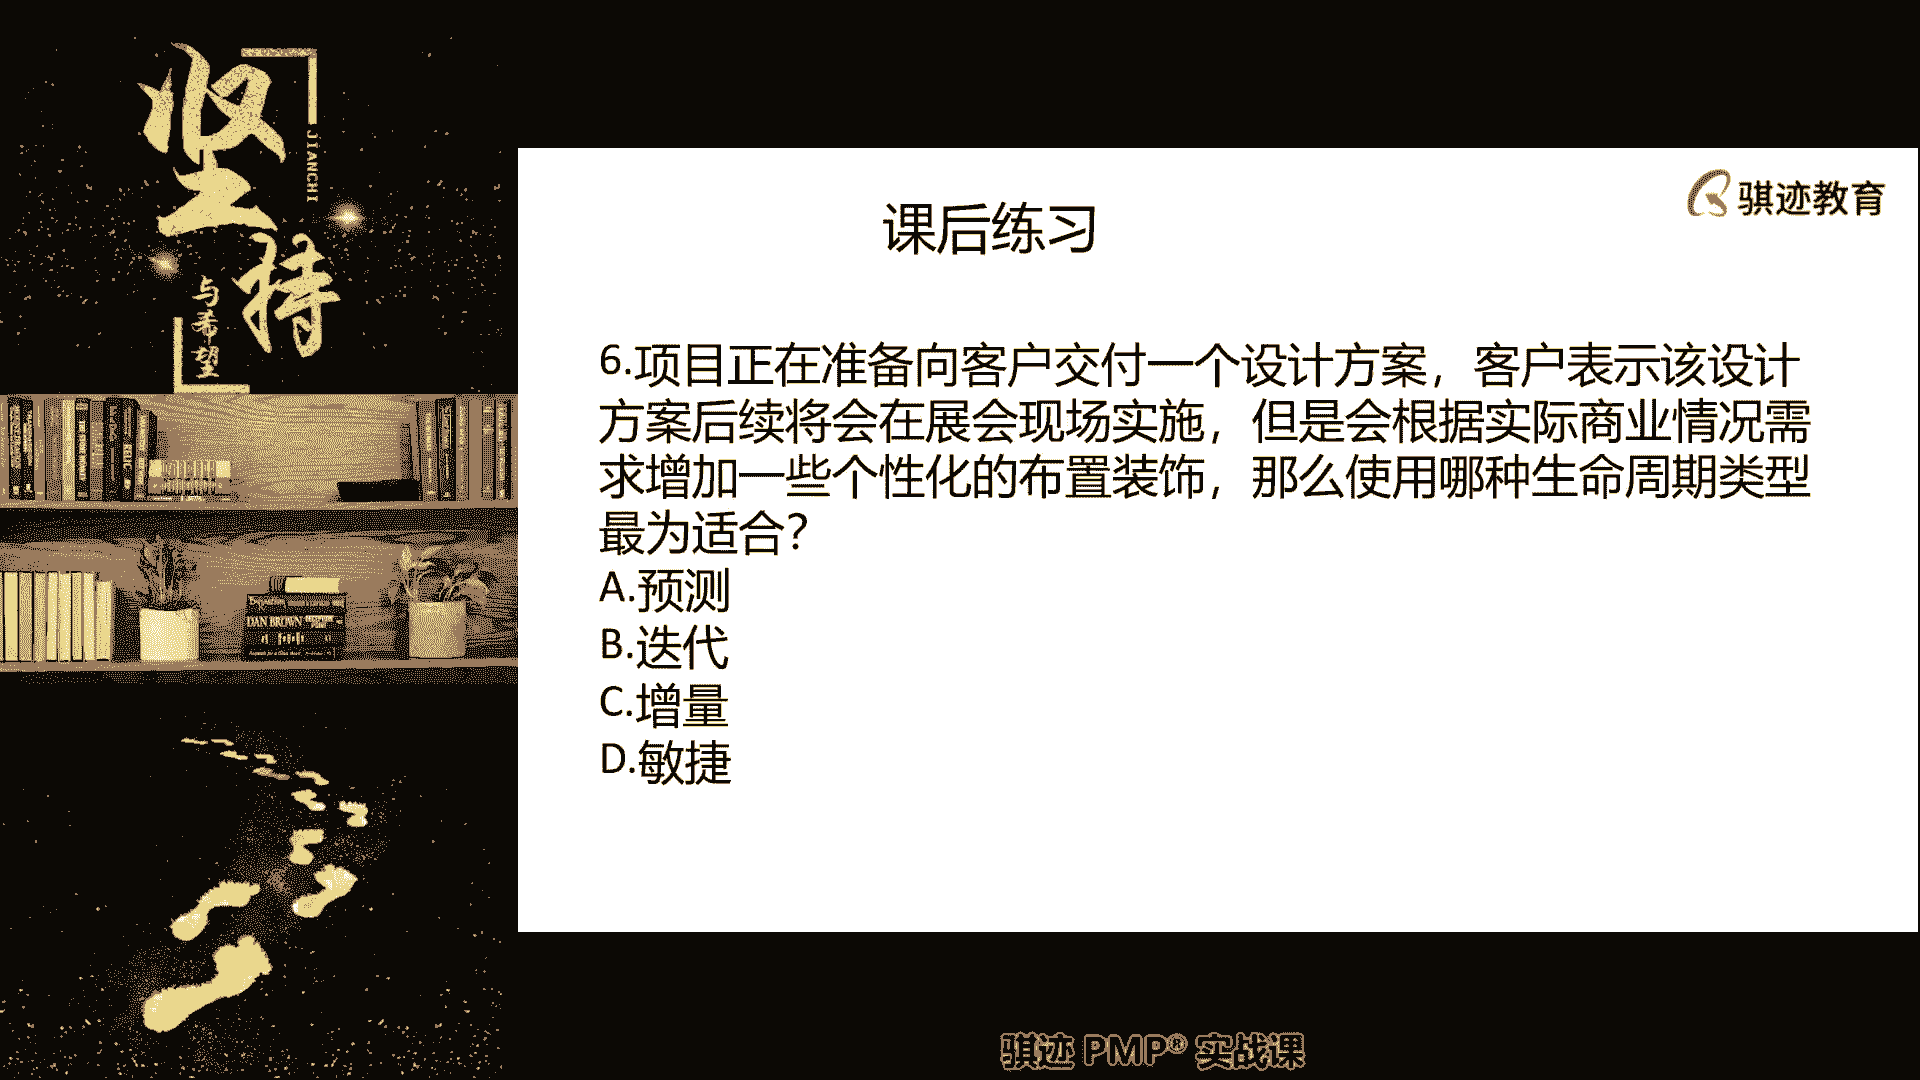 坚持
JIANCHI
与希望
DAN BROWN
骐迹教育
课后练习
6.项目正在准备向客户交付一个设计方案，客户表示该设计
方案后续将会在展会现场实施，但是会根据实际商业情况需
求增加一些个性化的布置装饰，那么使用哪种生命周期类型
最为适合？
A.预测
B.迭代
C.增量
D.敏捷
骐迹 PMP® 实战课